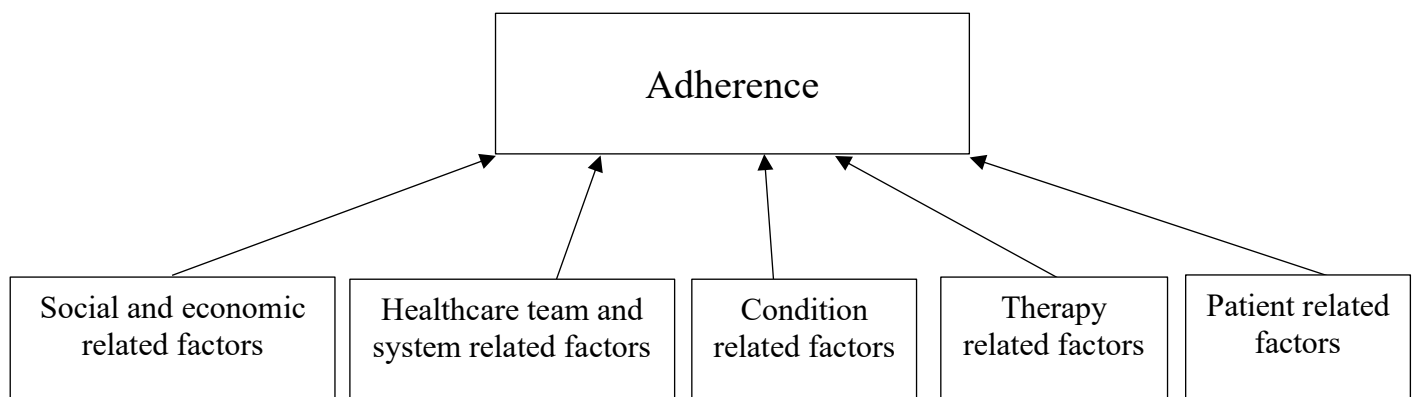 Adherence
Social and economic
related factors
Healthcare team and
system related factors
Condition
related factors
Therapy
related factors
Patient related
factors